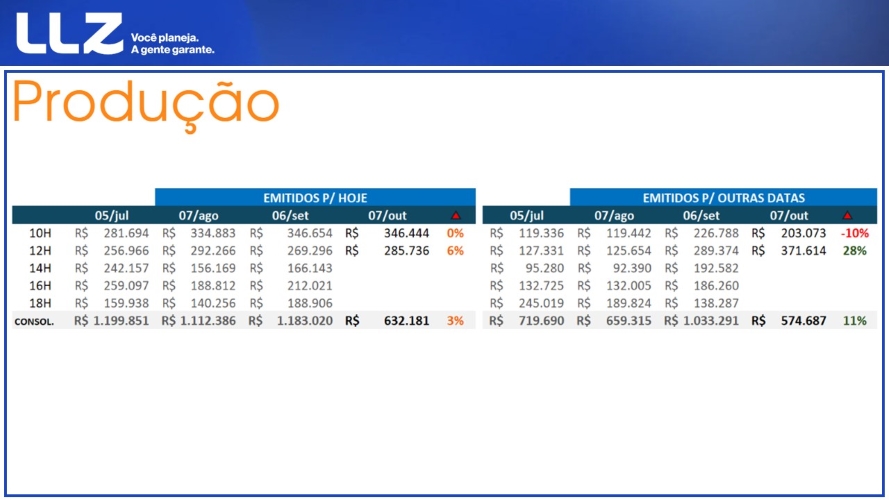 LLZ Você planeja.
A gente garante.
Produção
EMITIDOS P/ HOJE EMITIDOS P/ OUTRAS DATAS
05/jul 07/ago 06/set 07/out 05/jul 07/ago 06/set 07/out
10H R$ 281.694 R$ 334.883 R$ 346.654 R$ 346.444 0% R$ 119.336 R$ 119.442 R$ 226.788 R$ 203.073 -10%
12H R$ 256.966 R$ 292.266 R$ 269.296 R$ 285.736 6% R$ 127.331 R$ 125.654 R$ 289.374 R$ 371.614 28%
14H R$ 242.157 R$ 156.169 R$ 166.143 R$ 95.280 R$ 92.390 R$ 192.582
16H R$ 259.097 R$ 188.812 R$ 212.021 R$ 132.725 R$ 132.005 R$ 186.260
18H R$ 159.938 R$ 140.256 R$ 188.906 R$ 245.019 R$ 189.824 R$ 138.287
CONSOL. R$ 1.199.851 R$ 1.112.386 R$ 1.183.020 R$ 632.181 3% R$ 719.690 R$ 659.315 R$ 1.033.291 R$ 574.687 11%